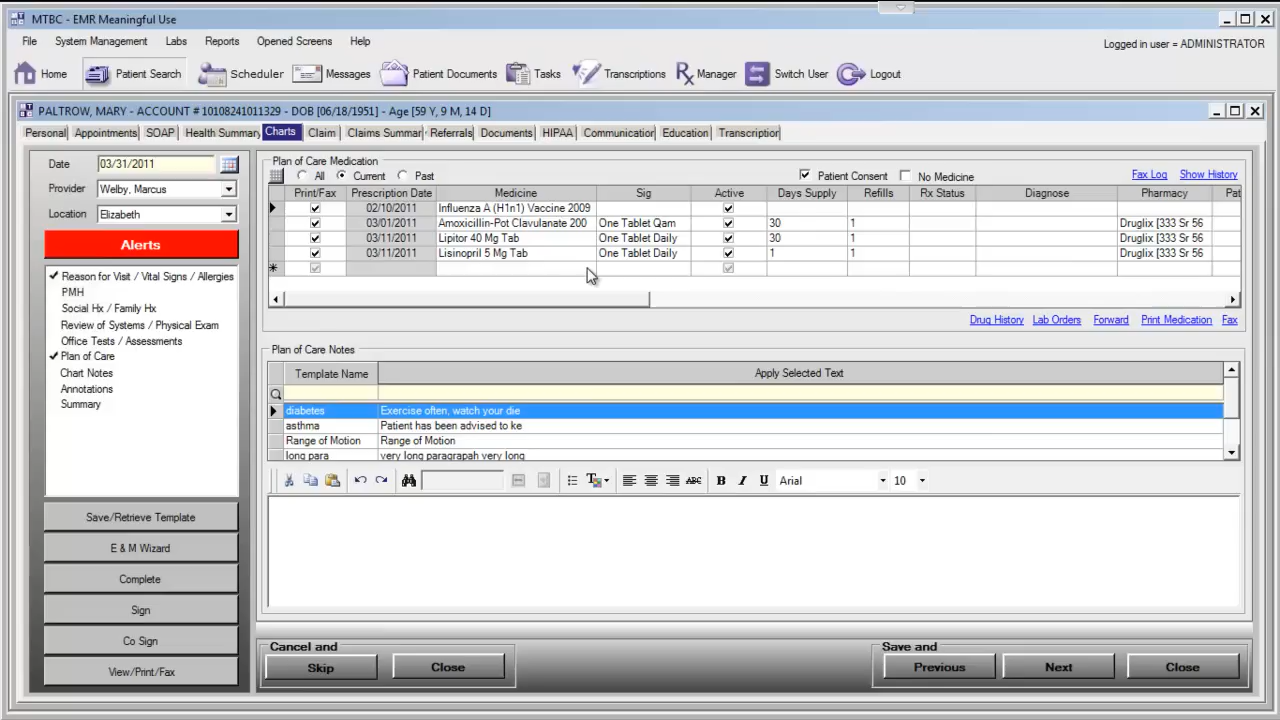 MTBC - EMR Meaningful Use
File System Management Labs Reports Opened Screens Help
Logged in user = ADMINISTRATOR
Home Patient Search Scheduler Messages Patient Documents Tasks Transcriptions Manager Switch User Logout
PALTROW, MARY - ACCOUNT # 10108241011329 - DOB [06/18/1951] - Age [59 Y, 9 M, 14 D]
Personal Appointments SOAP Health Summary Charts Claim Claims Summar Referrals Documents HIPAA Communication Education Transcription
Date 03/31/2011
Provider Welby, Marcus
Location Elizabeth
Alerts
Reason for Visit / Vital Signs / Allergies
PMH
Social Hx / Family Hx
Review of Systems / Physical Exam
Office Tests / Assessments
Plan of Care
Chart Notes
Annotations
Summary
Save/Retrieve Template
E & M Wizard
Complete
Sign
Co Sign
View/Print/Fax
Plan of Care Medication
All Current Past Patient Consent No Medicine Fax Log Show History
Print/Fax Prescription Date Medicine Sig Active Days Supply Refills Rx Status Diagnose Pharmacy Pat
02/10/2011 Influenza A (H1n1) Vaccine 2009
03/01/2011 Amoxicillin-Pot Clavulanate 200 One Tablet Qam 30 1 Druglix [333 Sr 56
03/11/2011 Lipitor 40 Mg Tab One Tablet Daily 30 1 Druglix [333 Sr 56
03/11/2011 Lisinopril 5 Mg Tab One Tablet Daily 1 1 Druglix [333 Sr 56
Drug History Lab Orders Forward Print Medication Fax
Plan of Care Notes
Template Name Apply Selected Text
diabetes Exercise often, watch your die
asthma Patient has been advised to ke
Range of Motion Range of Motion
long para very long paragrapah very long
ABC B I U Arial 10
Cancel and
Skip Close
Save and
Previous Next Close